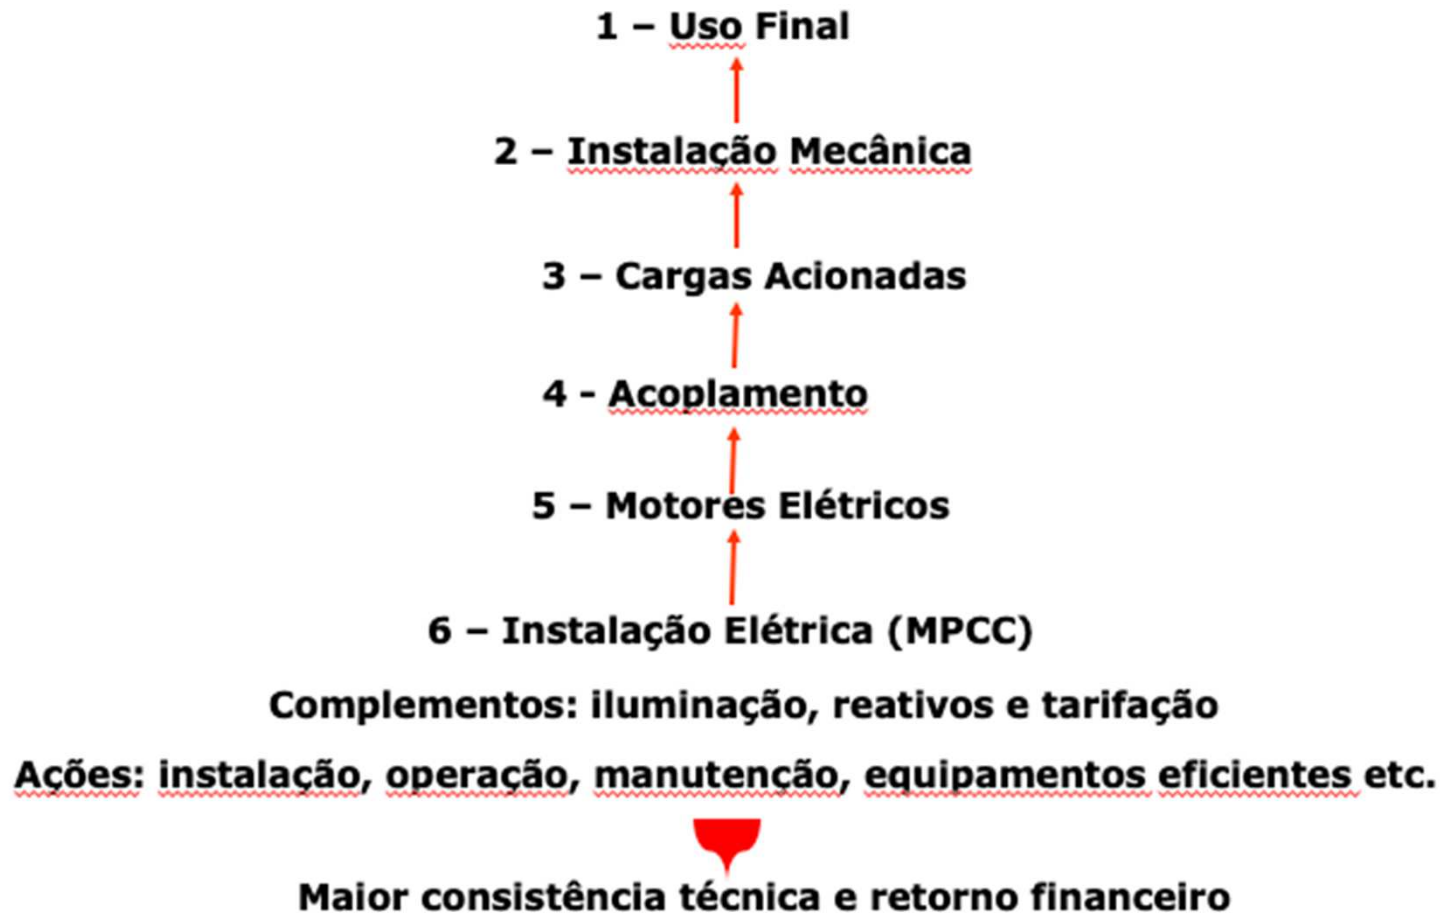 1 – Uso Final
2 – Instalação Mecânica
3 – Cargas Acionadas
4 - Acoplamento
5 – Motores Elétricos
6 – Instalação Elétrica (MPCC)
Complementos: iluminação, reativos e tarifação
Ações: instalação, operação, manutenção, equipamentos eficientes etc.
Maior consistência técnica e retorno financeiro